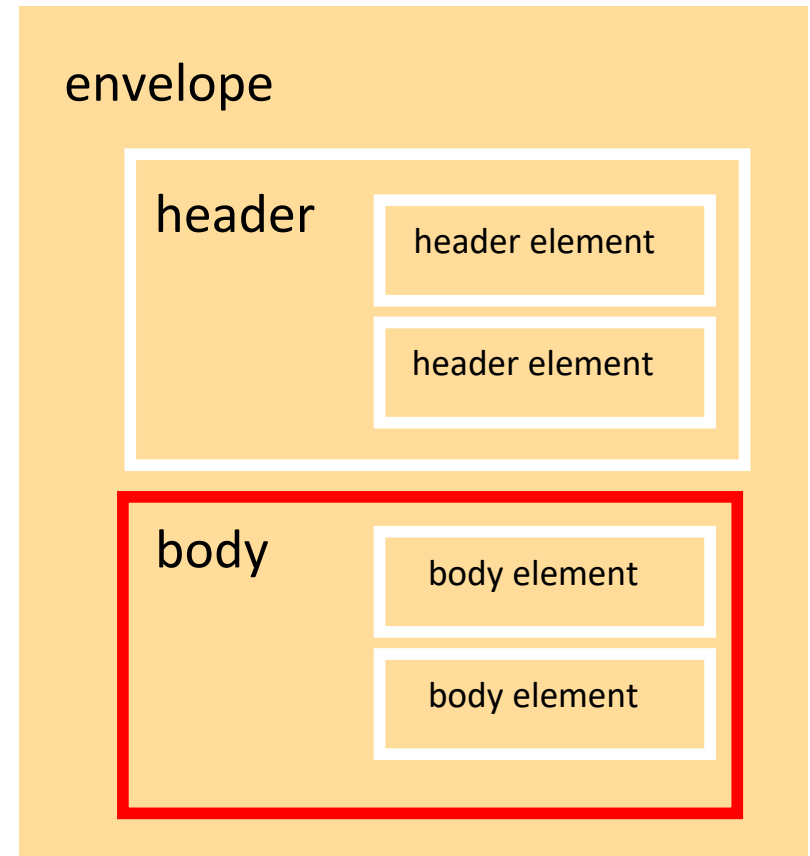 envelope
header
header element
header element
body
body element
body element